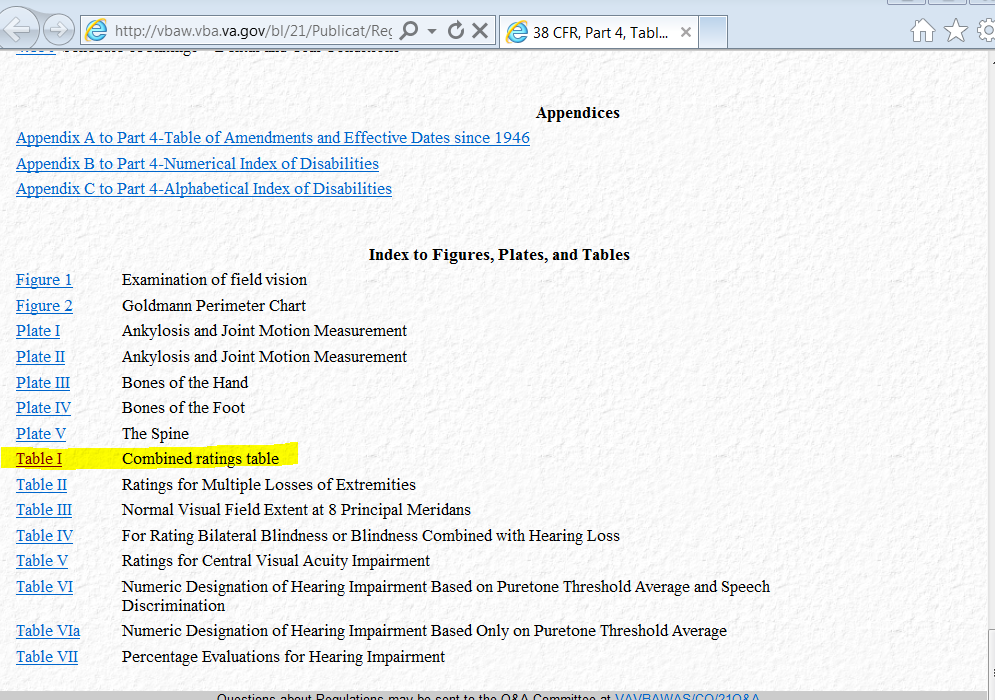 http://vbaw.vba.va.gov/bl/21/Publicat/Reg
38 CFR, Part 4, Tabl...
Appendices
Appendix A to Part 4-Table of Amendments and Effective Dates since 1946
Appendix B to Part 4-Numerical Index of Disabilities
Appendix C to Part 4-Alphabetical Index of Disabilities
Index to Figures, Plates, and Tables
Figure 1 Examination of field vision
Figure 2 Goldmann Perimeter Chart
Plate I Ankylosis and Joint Motion Measurement
Plate II Ankylosis and Joint Motion Measurement
Plate III Bones of the Hand
Plate IV Bones of the Foot
Plate V The Spine
Table I Combined ratings table
Table II Ratings for Multiple Losses of Extremities
Table III Normal Visual Field Extent at 8 Principal Meridans
Table IV For Rating Bilateral Blindness or Blindness Combined with Hearing Loss
Table V Ratings for Central Visual Acuity Impairment
Table VI Numeric Designation of Hearing Impairment Based on Puretone Threshold Average and Speech
Discrimination
Table VIa Numeric Designation of Hearing Impairment Based Only on Puretone Threshold Average
Table VII Percentage Evaluations for Hearing Impairment
Questions about Regulations may be sent to the Q&A Committee at VAVBAWAS/CO/21Q&A